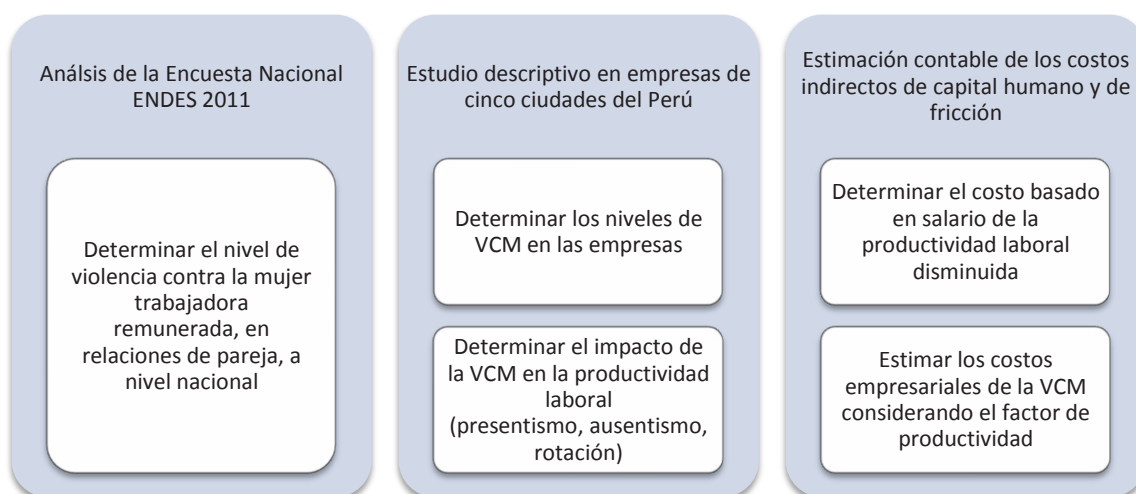 Análsis de la Encuesta Nacional
ENDES 2011
Determinar el nivel de
violencia contra la mujer
trabajadora
remunerada, en
relaciones de pareja, a
nivel nacional
Estudio descriptivo en empresas de
cinco ciudades del Perú
Determinar los niveles de
VCM en las empresas
Determinar el impacto de
la VCM en la productividad
laboral
(presentismo, ausentismo,
rotación)
Estimación contable de los costos
indirectos de capital humano y de
fricción
Determinar el costo basado
en salario de la
productividad laboral
disminuida
Estimar los costos
empresariales de la VCM
considerando el factor de
productividad